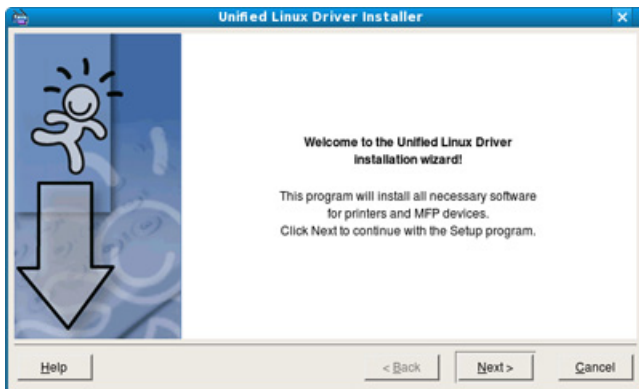 Unified Linux Driver Installer
Welcome to the Unified Linux Driver
installation wizard!
This program will install all necessary software
for printers and MFP devices.
Click Next to continue with the Setup program.
Help
< Back
Next >
Cancel